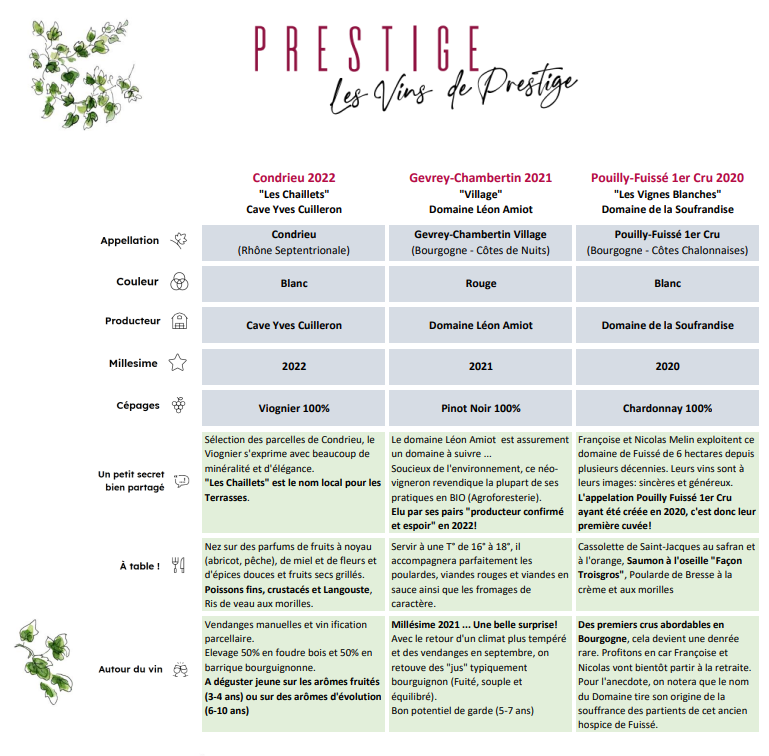 PRESTIGE
Les Vins de Prestige
Condrieu 2022
"Les Chaillets"
Cave Yves Cuilleron
Gevrey-Chambertin 2021
"Village"
Domaine Léon Amiot
Pouilly-Fuissé 1er Cru 2020
"Les Vignes Blanches"
Domaine de la Soufrandise
Appellation
Condrieu
(Rhône Septentrionale)
Gevrey-Chambertin Village
(Bourgogne - Côtes de Nuits)
Pouilly-Fuissé 1er Cru
(Bourgogne - Côtes Chalonnaises)
Couleur
Blanc
Rouge
Blanc
Producteur
Cave Yves Cuilleron
Domaine Léon Amiot
Domaine de la Soufrandise
Millesime
2022
2021
2020
Cépages
Viognier 100%
Pinot Noir 100%
Chardonnay 100%
Un petit secret
bien partagé
Sélection des parcelles de Condrieu, le
Viognier s'exprime avec beaucoup de
minéralité et d'élégance.
"Les Chaillets" est le nom local pour les
Terrasses.
Le domaine Léon Amiot est assurement
un domaine à suivre ...
Soucieux de l'environnement, ce néo-
vigneron revendique la plupart de ses
pratiques en BIO (Agroforesterie).
Elu par ses pairs "producteur confirmé
et espoir" en 2022!
Françoise et Nicolas Melin exploitent ce
domaine de Fuissé de 6 hectares depuis
plusieurs décennies. Leurs vins sont à
leurs images: sincères et généreux.
L'appelation Pouilly Fuissé 1er Cru
ayant été créée en 2020, c'est donc leur
première cuvée!
À table !
Nez sur des parfums de fruits à noyau
(abricot, pêche), de miel et de fleurs et
d'épices douces et fruits secs grillés.
Poissons fins, crustacés et Langouste,
Ris de veau aux morilles.
Servir à une T° de 16° à 18°, il
accompagnera parfaitement les
poulardes, viandes rouges et viandes en
sauce ainsi que les fromages de
caractère.
Cassolette de Saint-Jacques au safran et
à l'orange, Saumon à l'oseille "Façon
Troisgros", Poularde de Bresse à la
crème et aux morilles
Autour du vin
Vendanges manuelles et vin ification
parcellaire.
Elevage 50% en foudre bois et 50% en
barrique bourguignonne.
A déguster jeune sur les arômes fruités
(3-4 ans) ou sur des arômes d'évolution
(6-10 ans)
Millésime 2021 ... Une belle surprise!
Avec le retour d'un climat plus tempéré
et des vendanges en septembre, on
retouve des "jus" typiquement
bourguignon (Fuité, souple et
équilibré).
Bon potentiel de garde (5-7 ans)
Des premiers crus abordables en
Bourgogne, cela devient une denrée
rare. Profitons en car Françoise et
Nicolas vont bientôt partir à la retraite.
Pour l'anecdote, on notera que le nom
du Domaine tire son origine de la
souffrance des partients de cet ancien
hospice de Fuissé.